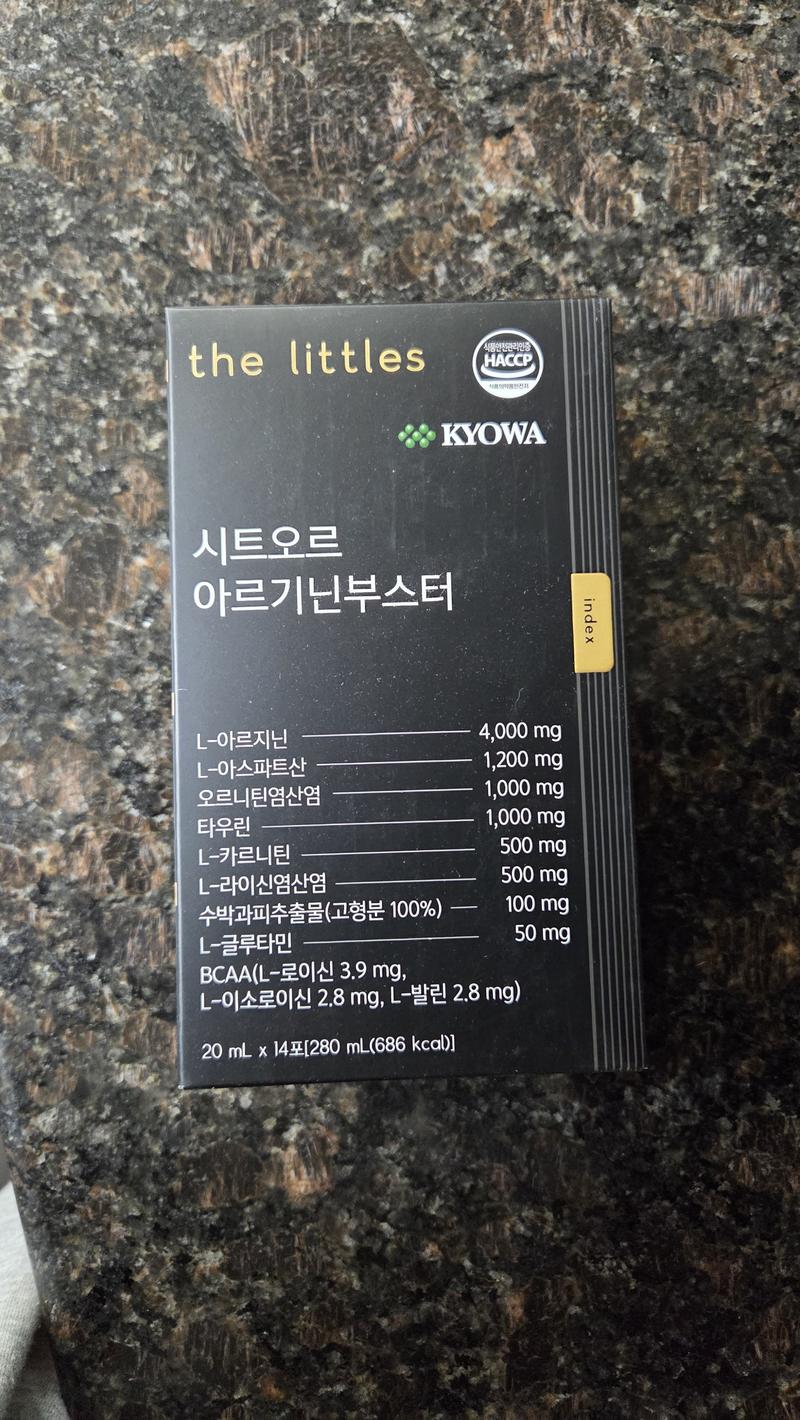 the littles
식품안전관리인증
HACCP
식품의약품안전처
KYOWA
시트오르
아르기닌부스터
index
L-아르지닌 4,000 mg
L-아스파트산 1,200 mg
오르니틴염산염 1,000 mg
타우린 1,000 mg
L-카르니틴 500 mg
L-라이신염산염 500 mg
수박과피추출물(고형분 100%) 100 mg
L-글루타민 50 mg
BCAA(L-로이신 3.9 mg,
L-이소로이신 2.8 mg, L-발린 2.8 mg)
20 mL x 14포[280 mL(686 kcal)]